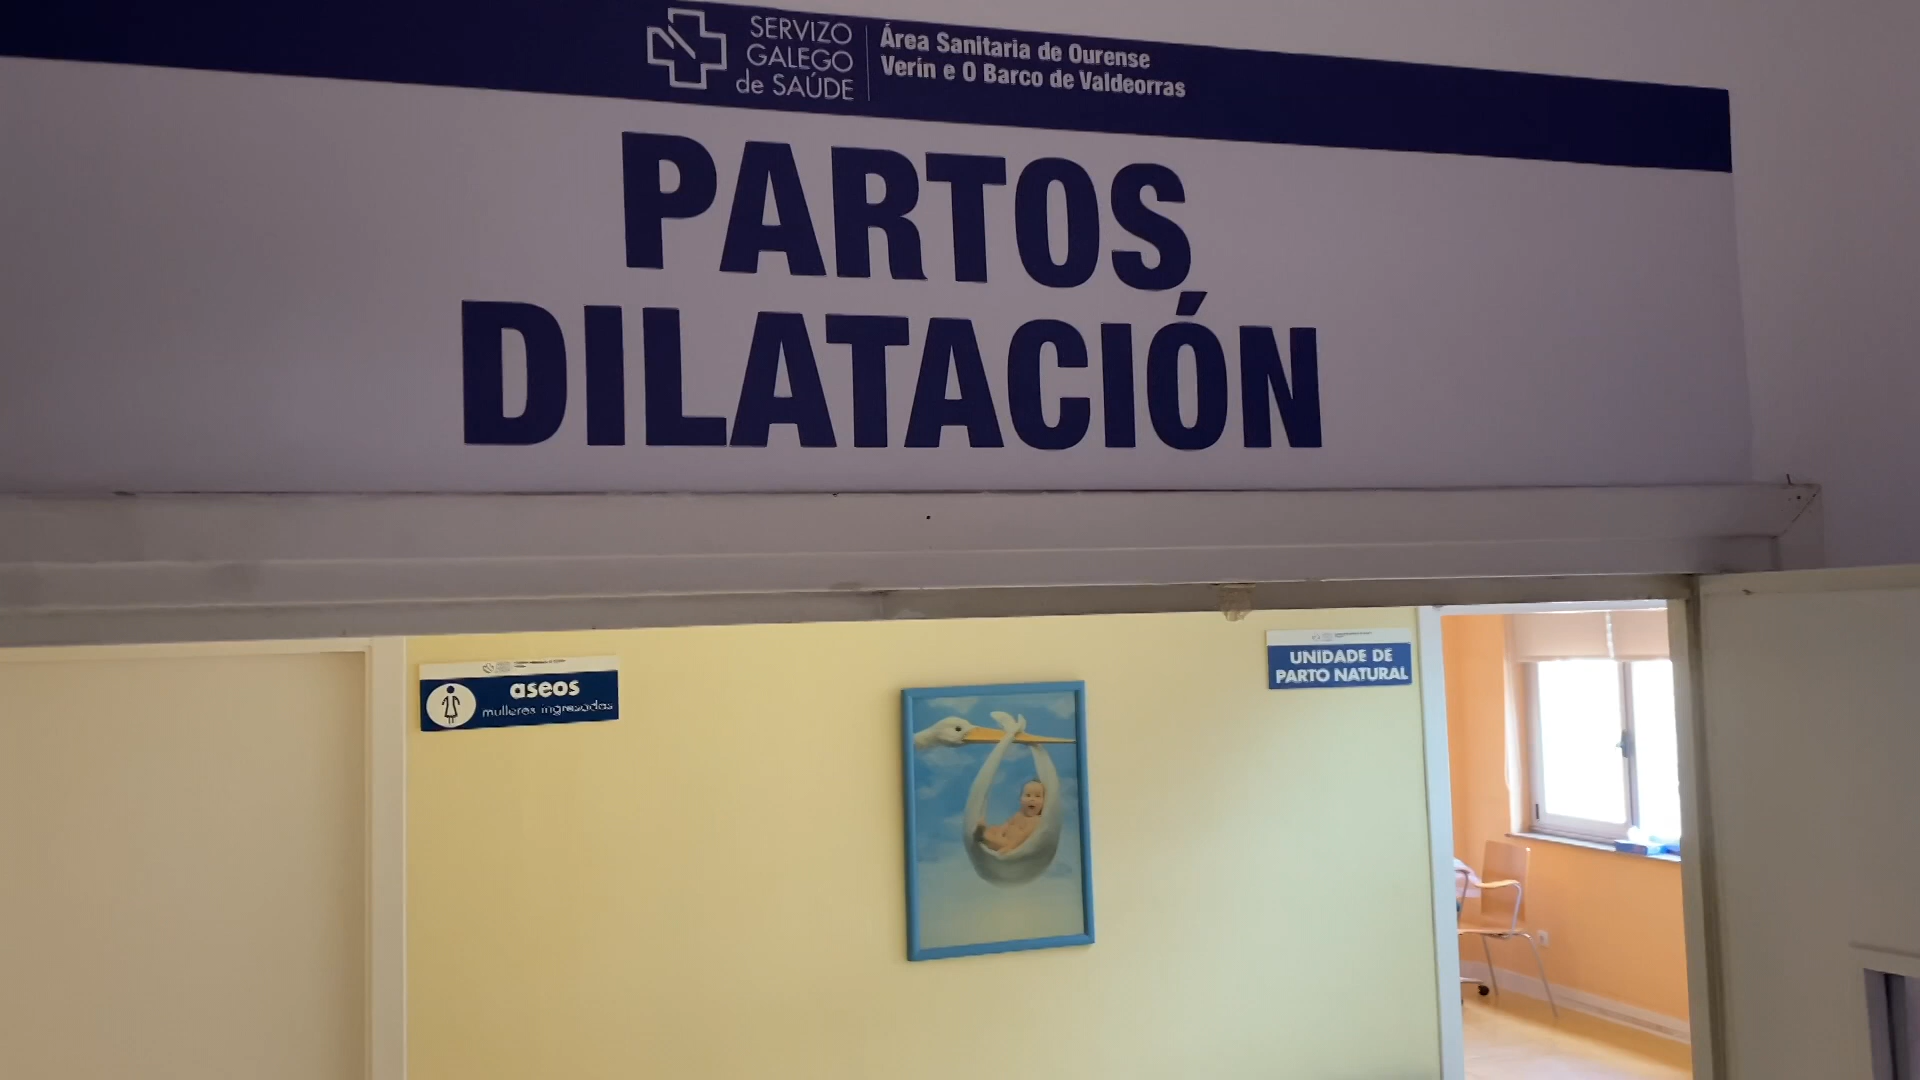 SERVIZO
GALEGO
de SAÚDE
Área Sanitaria de Ourense
Verín e O Barco de Valdeorras
PARTOS
DILATACIÓN
aseos
mulleres ingresadas
UNIDADE DE
PARTO NATURAL